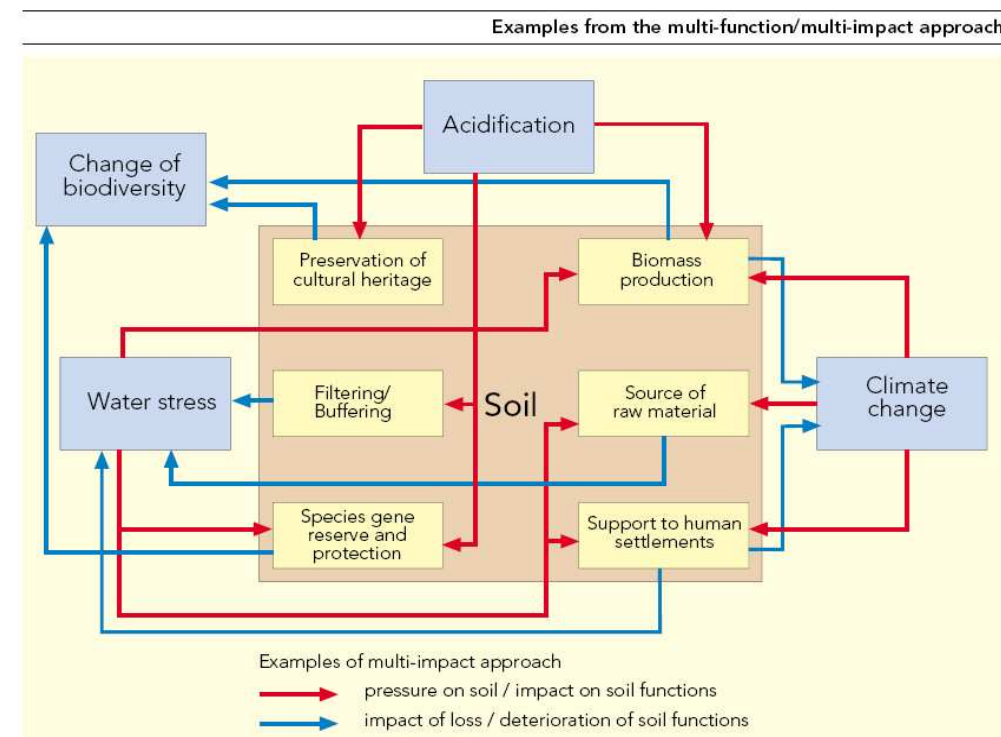 Examples from the multi-function/multi-impact approach
Acidification
Change of
biodiversity
Preservation of
cultural heritage
Biomass
production
Water stress
Filtering/
Buffering
Soil
Source of
raw material
Climate
change
Species gene
reserve and
protection
Support to human
settlements
Examples of multi-impact approach
pressure on soil / impact on soil functions
impact of loss / deterioration of soil functions